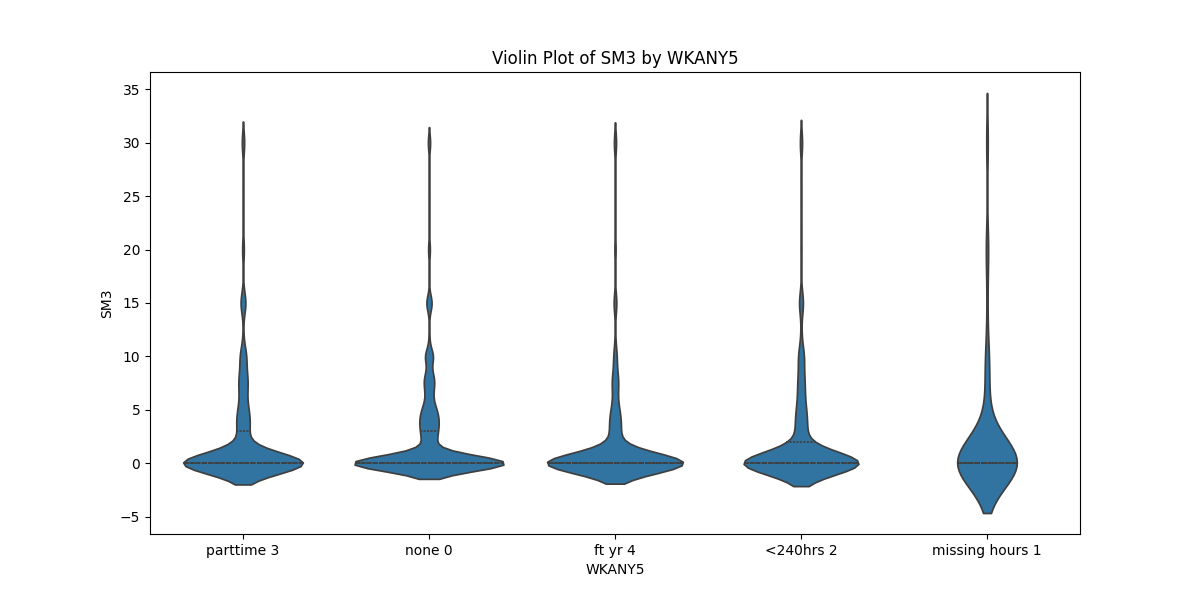 Violin Plot of SM3 by WKANY5
35
30
25
20
15
10
5
0
−5
SM3
parttime 3
none 0
ft yr 4
<240hrs 2
missing hours 1
WKANY5